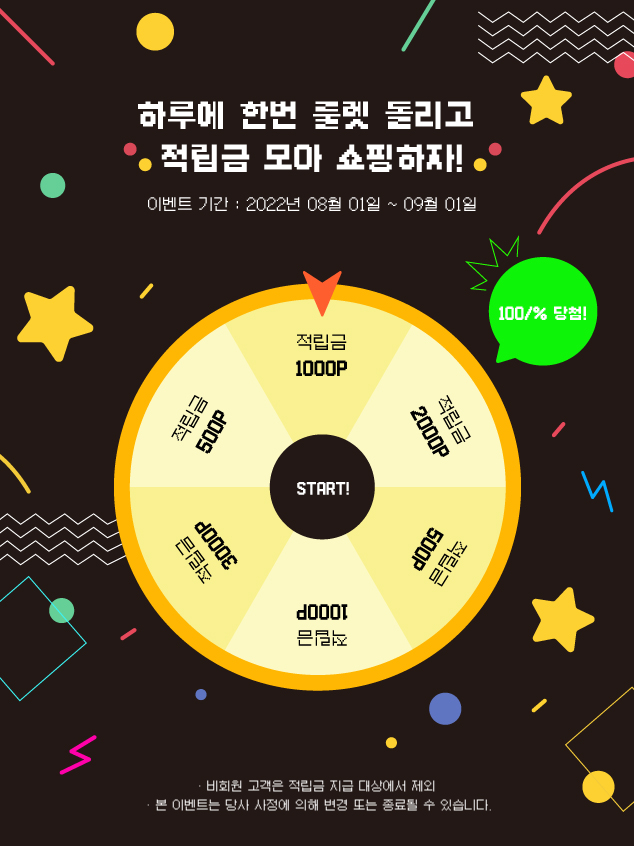 하루에 한번 룰렛 돌리고
적립금 모아 쇼핑하자!
이벤트 기간 : 2022년 08월 01일 ~ 09월 01일
100/% 당첨!
적립금
1000P
적립금
2000P
적립금
500P
적립금
1000P
적립금
3000P
적립금
500P
START!
· 비회원 고객은 적립금 지급 대상에서 제외
· 본 이벤트는 당사 사정에 의해 변경 또는 종료될 수 있습니다.